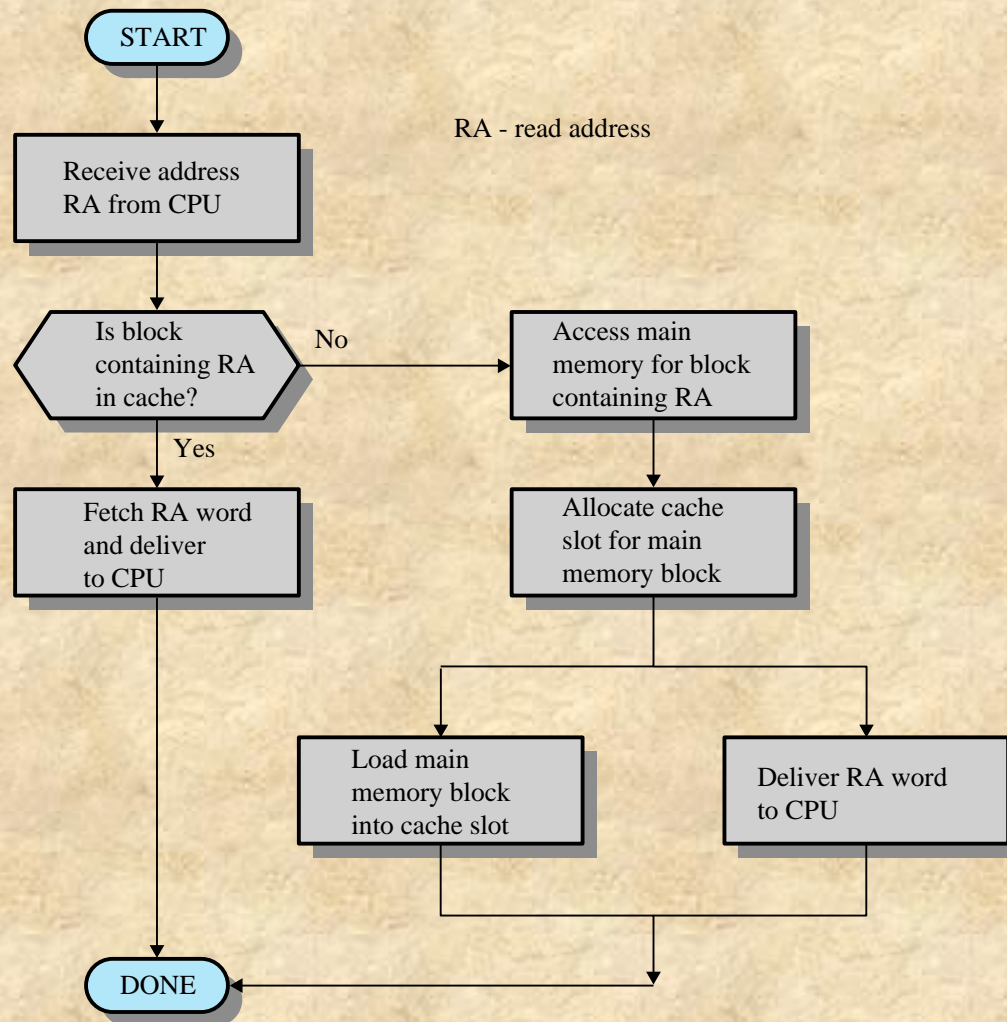 START
RA - read address
Receive address
RA from CPU
Is block
containing RA
in cache?
No
Access main
memory for block
containing RA
Yes
Fetch RA word
and deliver
to CPU
Allocate cache
slot for main
memory block
Load main
memory block
into cache slot
Deliver RA word
to CPU
DONE